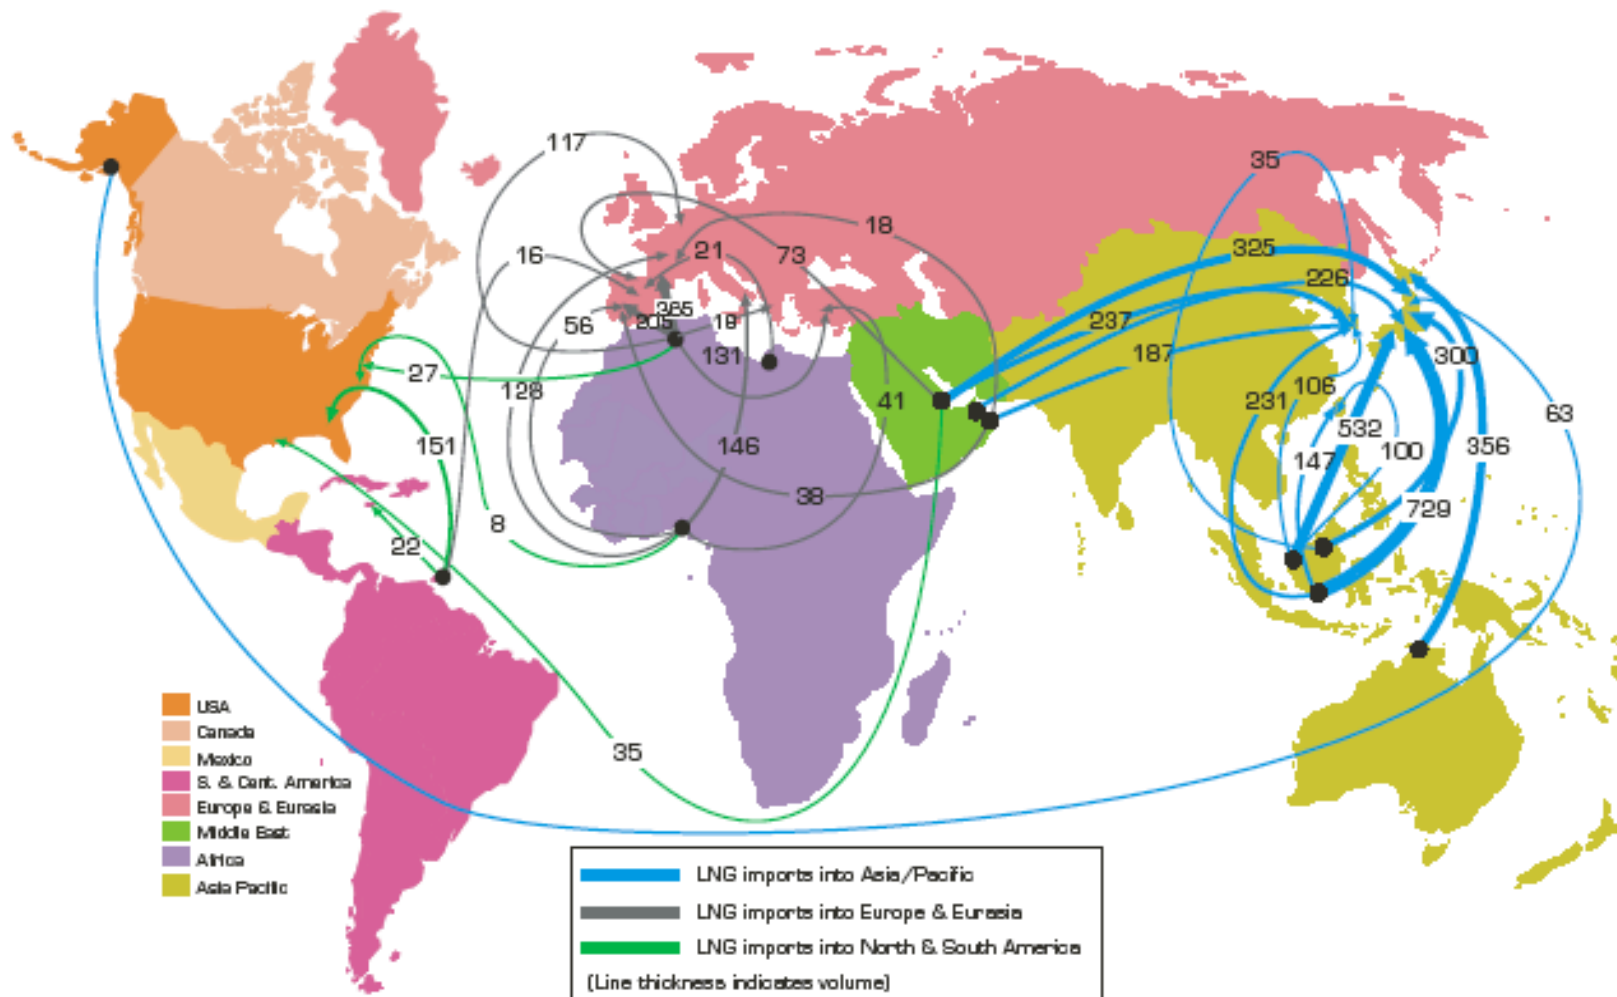 117
35
18
16
21
73
325
226
365
56
205
19
237
131
187
300
27
106
128
41
231
63
532
151
146
356
100
147
38
729
8
22
35
USA
Canada
Mexico
S. & Cent. America
Europe & Eurasia
Middle East
Africa
Asia Pacific
LNG imports into Asia/Pacific
LNG imports into Europe & Eurasia
LNG imports into North & South America
(Line thickness indicates volume)